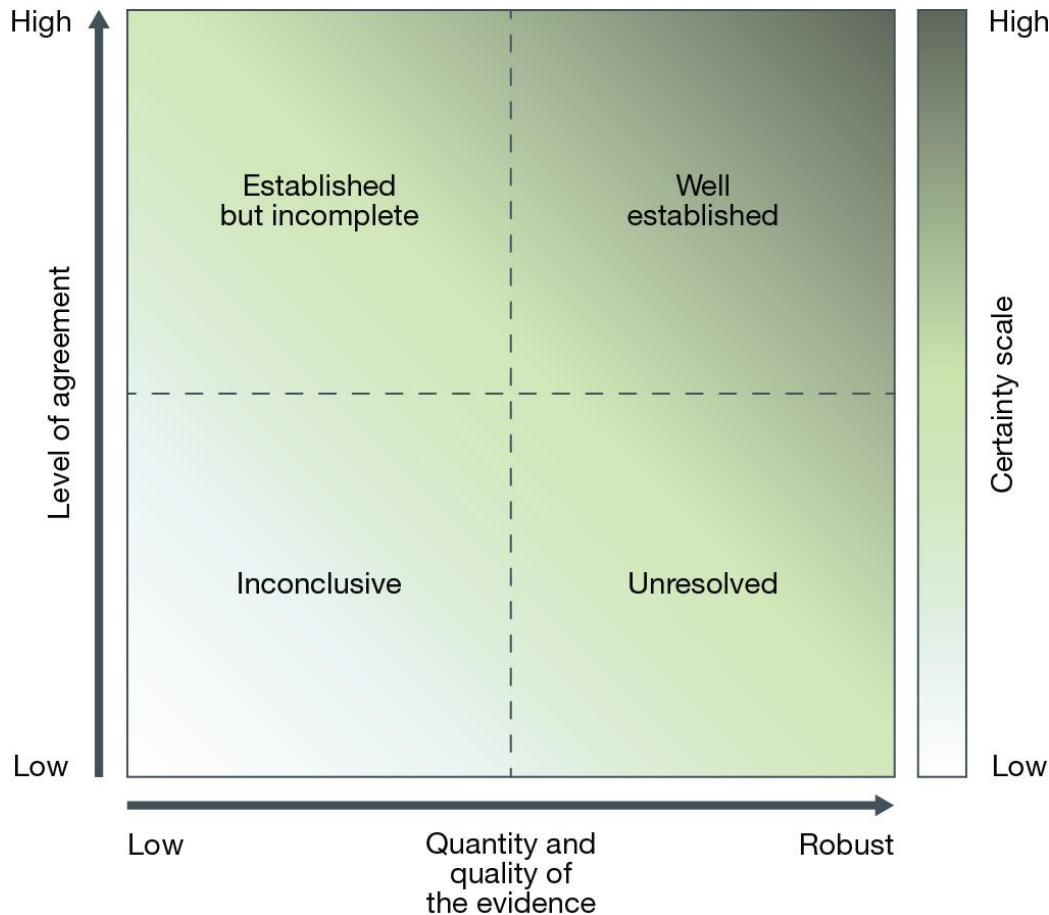 High
High
Established
but incomplete
Well
established
Level of agreement
Certainty scale
Inconclusive
Unresolved
Low
Low
Low
Quantity and
quality of
the evidence
Robust